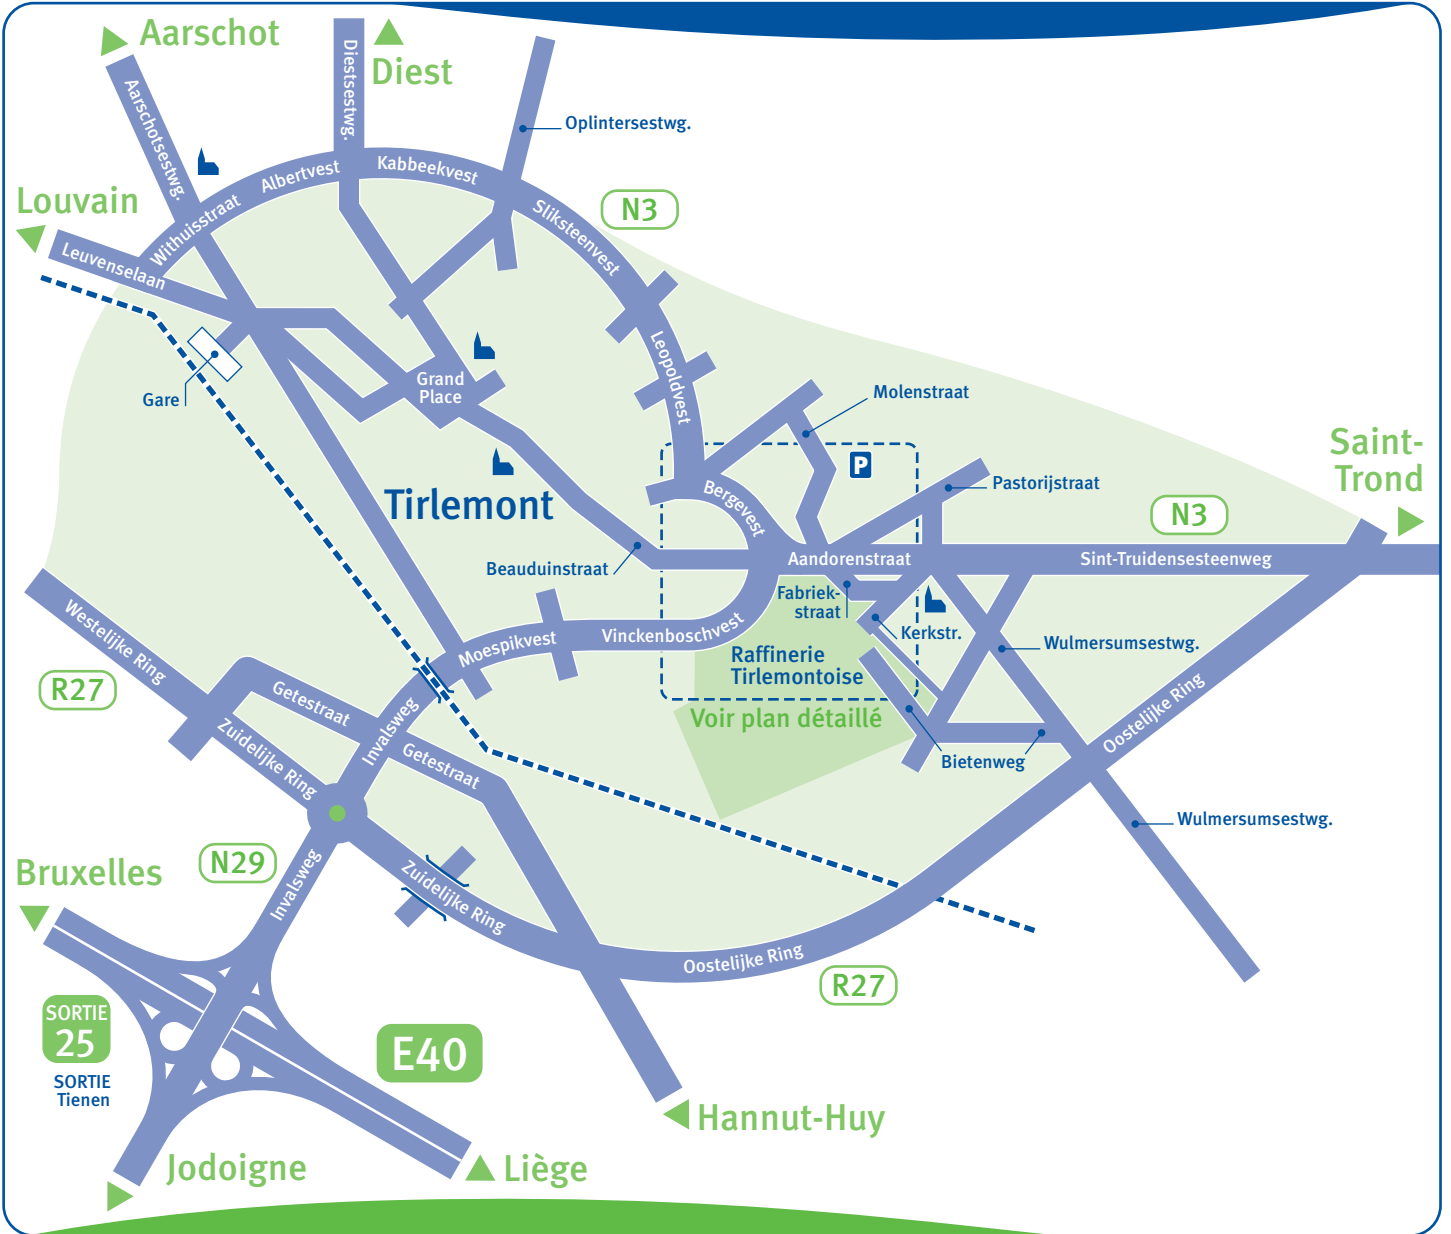 Aarschot
Diest
Diestsestwg.
Aarschotsestwg.
Oplintersestwg.
Kabbeekvest
Albertvest
Louvain
Withuisstraat
Sliksteenvest
N3
Leuvenselaan
Leopoldvest
Gare
Grand
Place
Molenstraat
Saint-
Trond
P
Pastorijstraat
N3
Tirlemont
Bergevest
Aandorenstraat
Sint-Truidensesteenweg
Beauduinstraat
Fabriek-
straat
Kerkstr.
Westelijke Ring
Moespikvest
Vinckenboschvest
Wulmersumsestwg.
Raffinerie
Tirlemontoise
R27
Getestraat
Voir plan détaillé
Invalsweg
Zuidelijke Ring
Oostelijke Ring
Getestraat
Bietenweg
Wulmersumsestwg.
N29
Bruxelles
Invalsweg
Zuidelijke Ring
Oostelijke Ring
R27
SORTIE
25
SORTIE
Tienen
E40
Hannut-Huy
Jodoigne
Liège